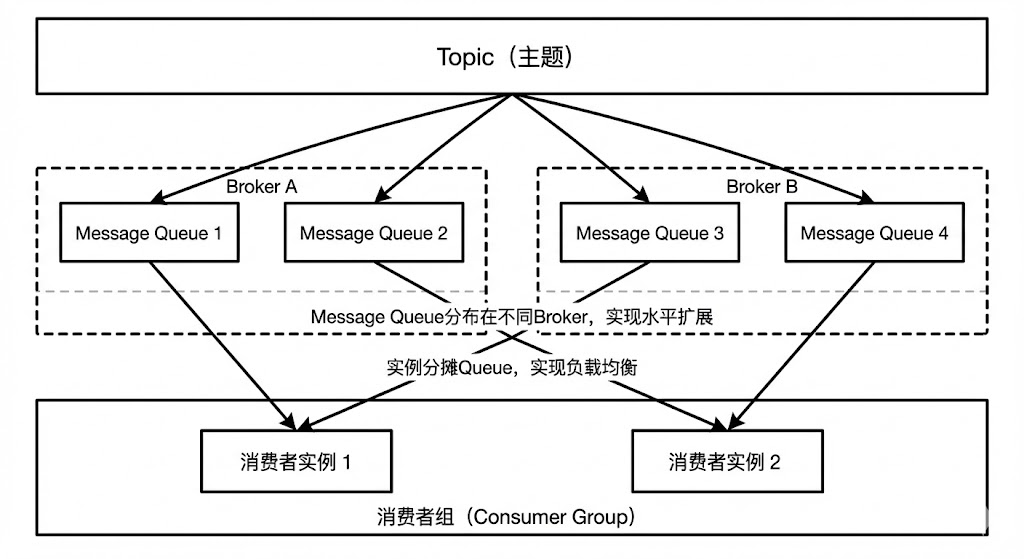 Topic（主题）
Broker A
Broker B
Message Queue 1
Message Queue 2
Message Queue 3
Message Queue 4
Message Queue分布在不同Broker，实现水平扩展
实例分摊Queue，实现负载均衡
消费者实例 1
消费者实例 2
消费者组（Consumer Group）